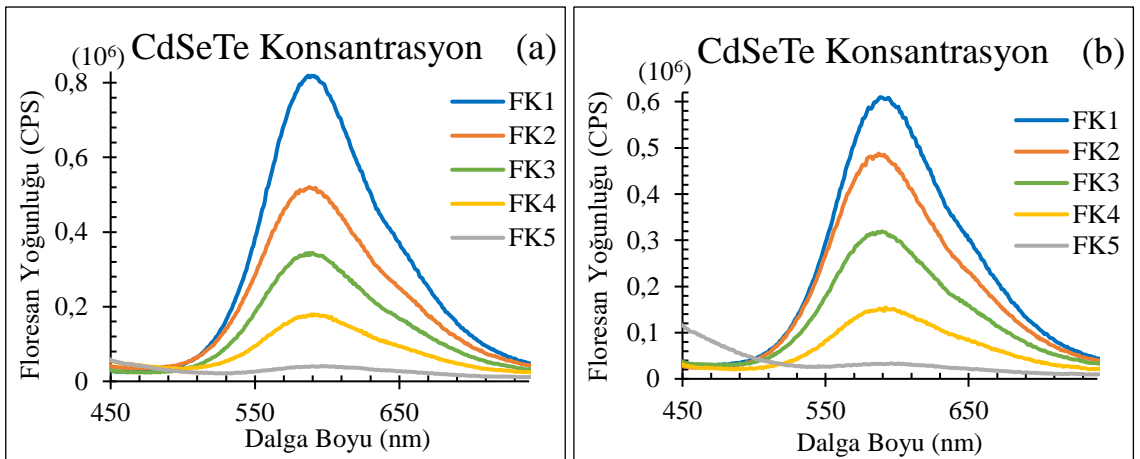 CdSeTe Konsantrasyon (a)
(10⁶)
0,8
0,6
0,4
0,2
0
Floresan Yoğunluğu (CPS)
FK1
FK2
FK3
FK4
FK5
450 550 650
Dalga Boyu (nm)
CdSeTe Konsantrasyon (b)
(10⁶)
0,6
0,5
0,4
0,3
0,2
0,1
0
Floresan Yoğunluğu (CPS)
FK1
FK2
FK3
FK4
FK5
450 550 650
Dalga Boyu (nm)